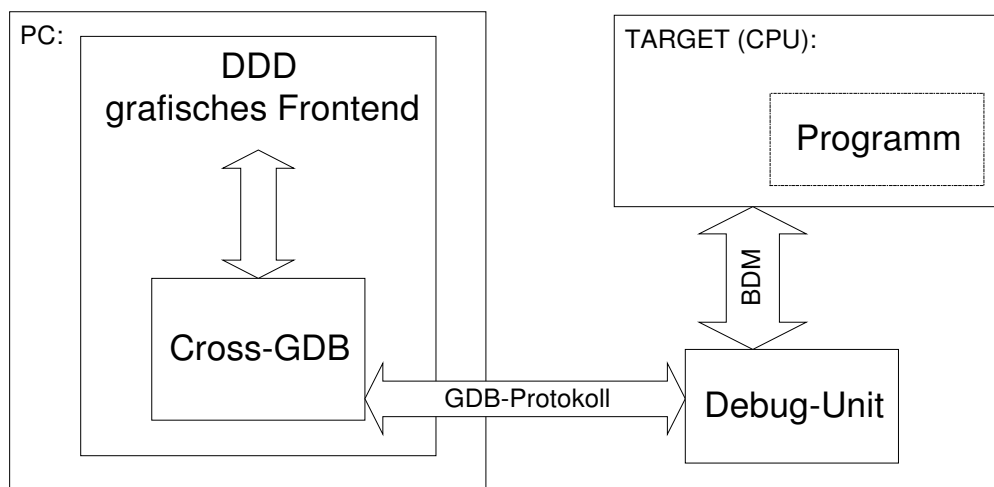 PC:
DDD
grafisches Frontend
Cross-GDB
GDB-Protokoll
TARGET (CPU):
Programm
BDM
Debug-Unit